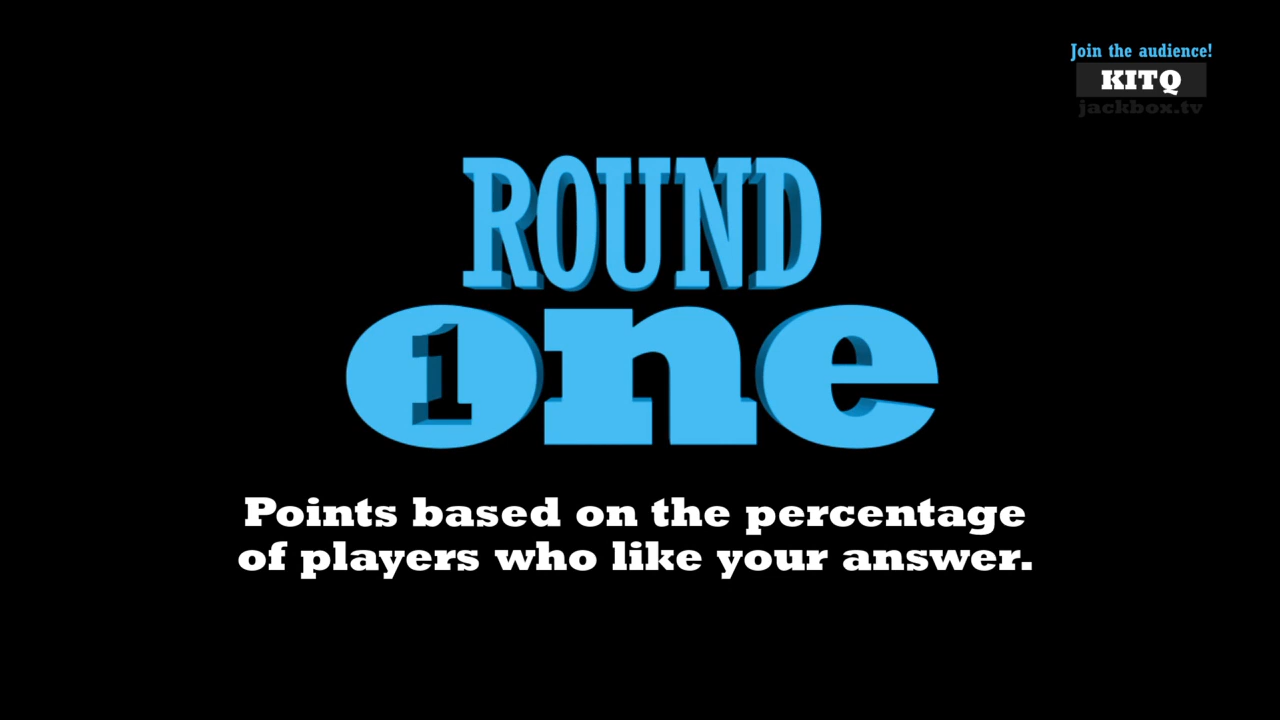 Join the audience!
KITQ
jackbox.tv
ROUND
One
1
Points based on the percentage
of players who like your answer.